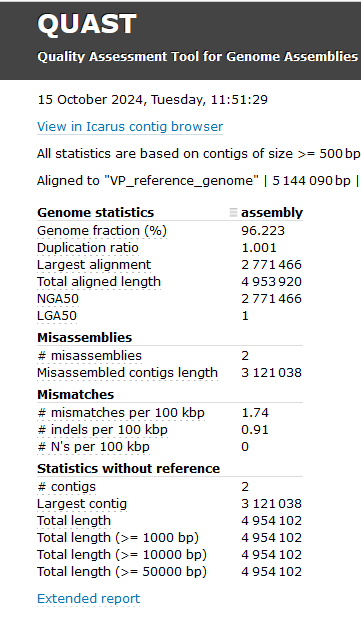 QUAST
Quality Assessment Tool for Genome Assemblies
15 October 2024, Tuesday, 11:51:29
View in Icarus contig browser
All statistics are based on contigs of size >= 500 bp
Aligned to "VP_reference_genome" | 5 144 090 bp |
Genome statistics assembly
Genome fraction (%) 96.223
Duplication ratio 1.001
Largest alignment 2 771 466
Total aligned length 4 953 920
NGA50 2 771 466
LGA50 1
Misassemblies
# misassemblies 2
Misassembled contigs length 3 121 038
Mismatches
# mismatches per 100 kbp 1.74
# indels per 100 kbp 0.91
# N's per 100 kbp 0
Statistics without reference
# contigs 2
Largest contig 3 121 038
Total length 4 954 102
Total length (>= 1000 bp) 4 954 102
Total length (>= 10000 bp) 4 954 102
Total length (>= 50000 bp) 4 954 102
Extended report